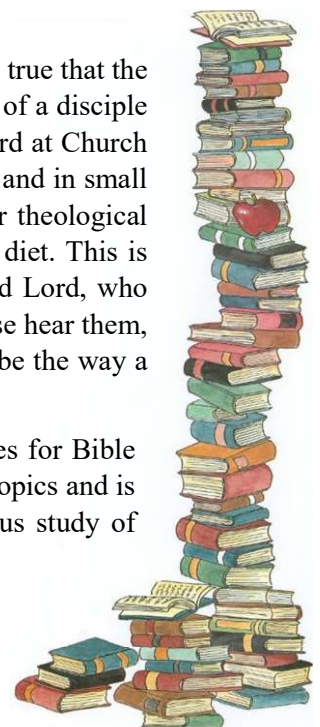 true that the
of a disciple
rd at Church
and in small
r theological
diet. This is
d Lord, who
se hear them,
be the way a
es for Bible
opics and is
us study of